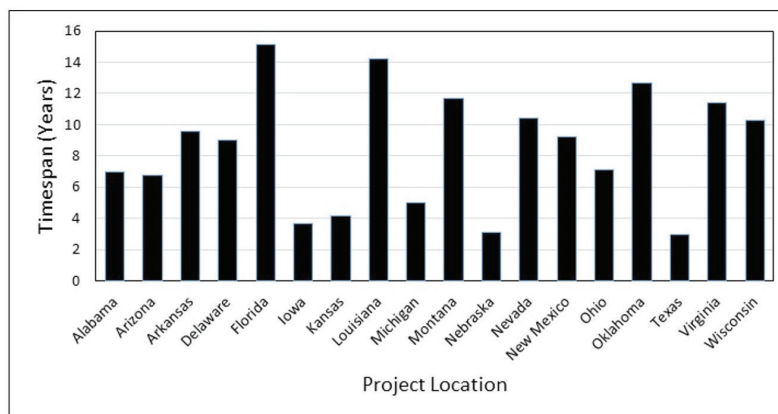 16
14
12
10
8
6
4
2
0
Timespan (Years)
Alabama
Arizona
Arkansas
Delaware
Florida
Iowa
Kansas
Louisiana
Michigan
Montana
Nebraska
Nevada
New Mexico
Ohio
Oklahoma
Texas
Virginia
Wisconsin
Project Location